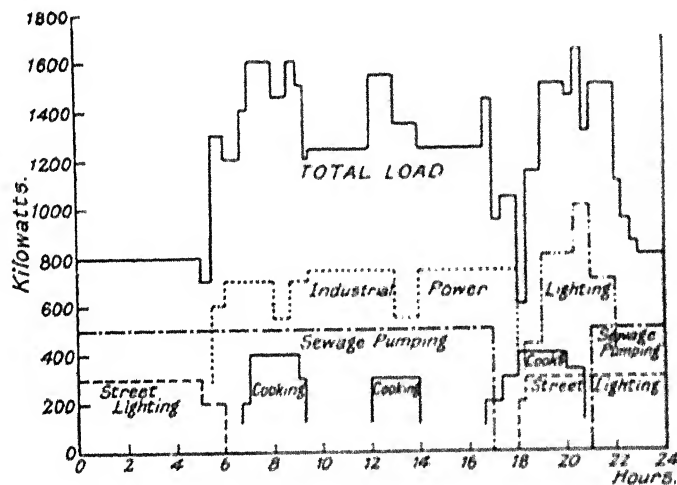 1800
1600
1400
1200
1000
800
600
400
200
0
Kilowatts.
TOTAL LOAD
Industrial Power
Lighting
Sewage Pumping
Sewage
Pumping
Street
Lighting
Cooking
Cooking
Cookg
Street Lighting
0 2 4 6 8 10 12 14 16 18 20 22 24
Hours.